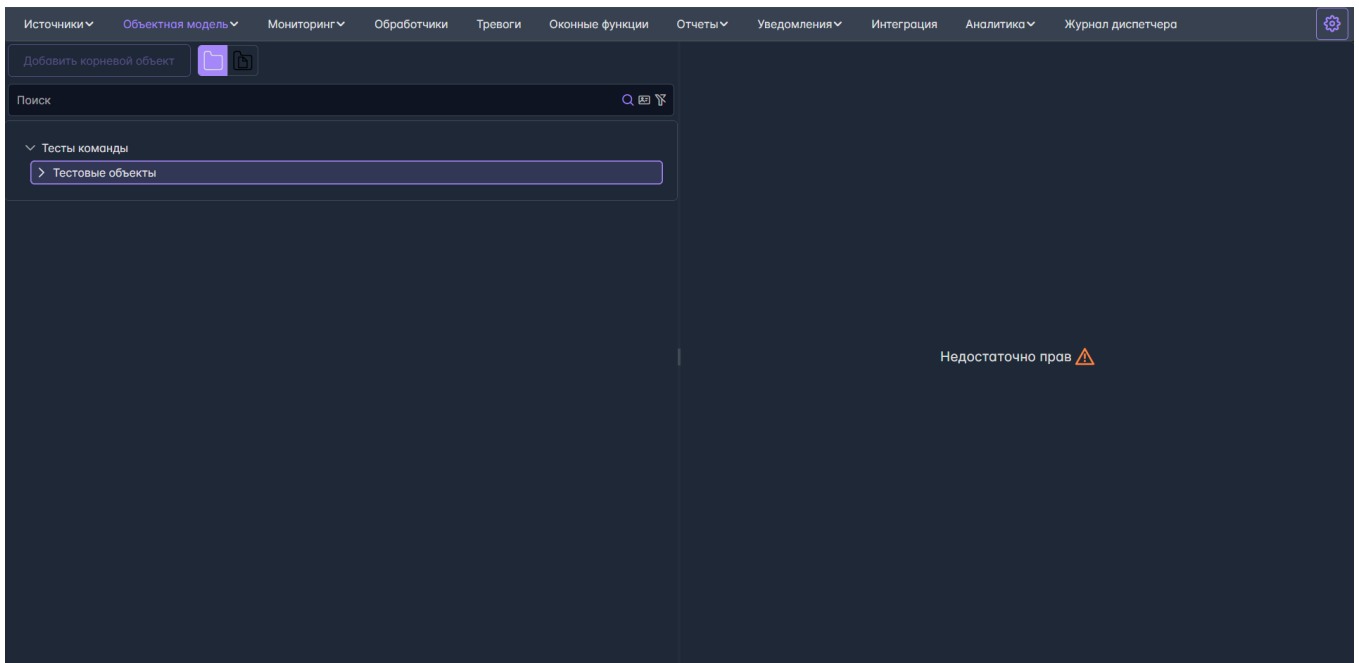 Источники Объектная модель Мониторинг Обработчики Тревоги Оконные функции Отчеты Уведомления Интеграция Аналитика Журнал диспетчера
Добавить корневой объект
Поиск
Тесты команды
Тестовые объекты
Недостаточно прав